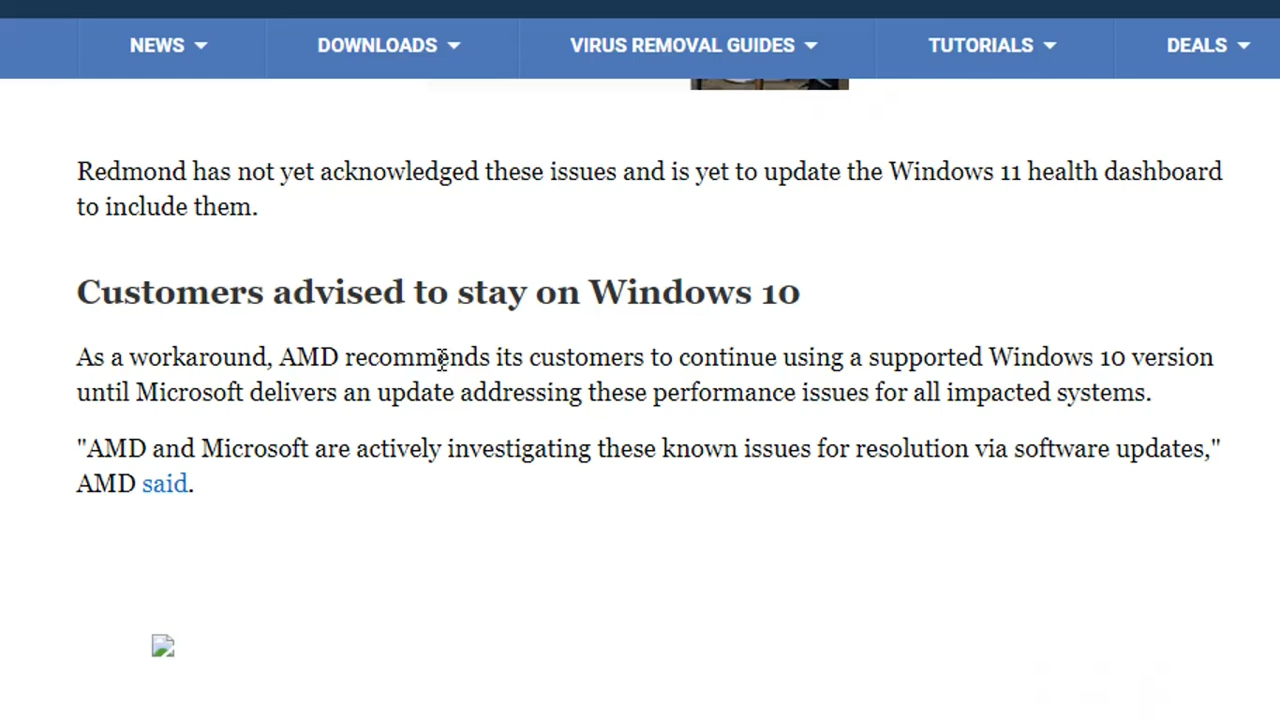 NEWS DOWNLOADS VIRUS REMOVAL GUIDES TUTORIALS DEALS
Redmond has not yet acknowledged these issues and is yet to update the Windows 11 health dashboard
to include them.
Customers advised to stay on Windows 10
As a workaround, AMD recommends its customers to continue using a supported Windows 10 version
until Microsoft delivers an update addressing these performance issues for all impacted systems.
"AMD and Microsoft are actively investigating these known issues for resolution via software updates,"
AMD said.